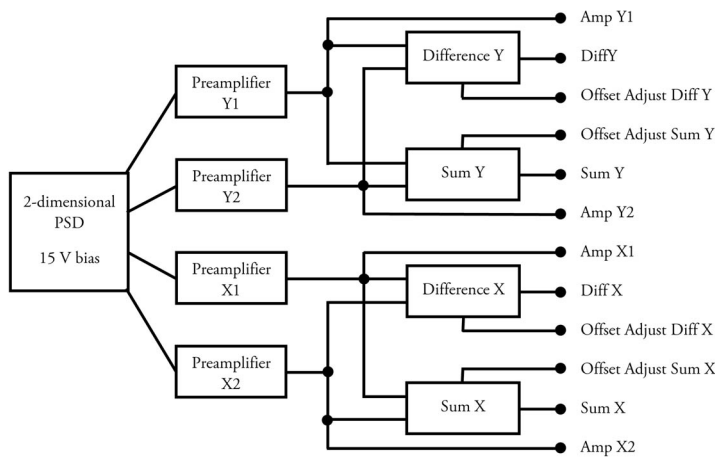 Amp Y1
Difference Y
DiffY
Preamplifier
Y1
Offset Adjust Diff Y
Offset Adjust Sum Y
Sum Y
Sum Y
Preamplifier
Y2
2-dimensional
PSD
15 V bias
Amp Y2
Amp X1
Preamplifier
X1
Difference X
Diff X
Offset Adjust Diff X
Preamplifier
X2
Offset Adjust Sum X
Sum X
Sum X
Amp X2